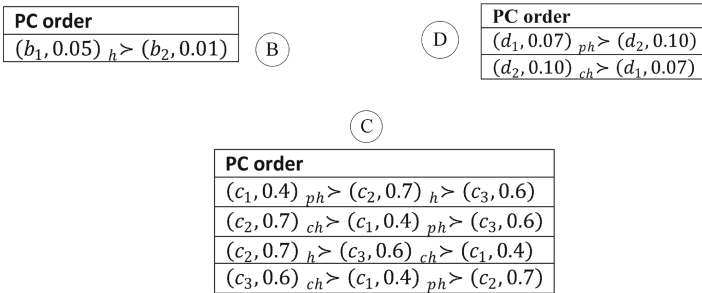 PC order
(b₁, 0.05) ₕ≻ (b₂, 0.01)
B
D
PC order
(d₁, 0.07) ₚₕ≻ (d₂, 0.10)
(d₂, 0.10) 𝑐ₕ≻ (d₁, 0.07)
C
PC order
(c₁, 0.4) ₚₕ≻ (c₂, 0.7) ₕ≻ (c₃, 0.6)
(c₂, 0.7) 𝑐ₕ≻ (c₁, 0.4) ₚₕ≻ (c₃, 0.6)
(c₂, 0.7) ₕ≻ (c₃, 0.6) 𝑐ₕ≻ (c₁, 0.4)
(c₃, 0.6) 𝑐ₕ≻ (c₁, 0.4) ₚₕ≻ (c₂, 0.7)